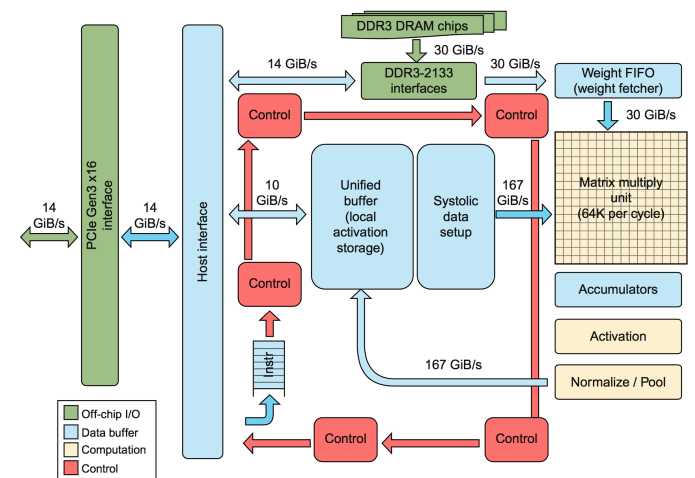 DDR3 DRAM chips
30 GiB/s
14 GiB/s
DDR3-2133
interfaces
30 GiB/s
Weight FIFO
(weight fetcher)
30 GiB/s
Control
Control
14
GiB/s
PCIe Gen3 x16
interface
14
GiB/s
Host interface
10
GiB/s
Unified
buffer
(local
activation
storage)
Systolic
data
setup
167
GiB/s
Matrix multiply
unit
(64K per cycle)
Control
Accumulators
Activation
Instr
167 GiB/s
Normalize / Pool
Off-chip I/O
Data buffer
Computation
Control
Control
Control